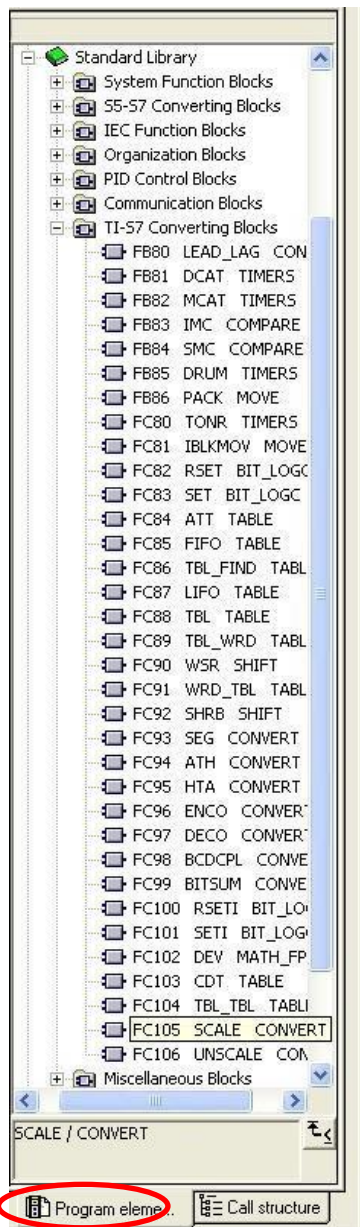 Standard Library
System Function Blocks
S5-S7 Converting Blocks
IEC Function Blocks
Organization Blocks
PID Control Blocks
Communication Blocks
TI-S7 Converting Blocks
FB80 LEAD_LAG CON
FB81 DCAT TIMERS
FB82 MCAT TIMERS
FB83 IMC COMPARE
FB84 SMC COMPARE
FB85 DRUM TIMERS
FB86 PACK MOVE
FC80 TONR TIMERS
FC81 IBLKMOV MOVE
FC82 RSET BIT_LOGC
FC83 SET BIT_LOGC
FC84 ATT TABLE
FC85 FIFO TABLE
FC86 TBL_FIND TABL
FC87 LIFO TABLE
FC88 TBL TABLE
FC89 TBL_WRD TABL
FC90 WSR SHIFT
FC91 WRD_TBL TABL
FC92 SHRB SHIFT
FC93 SEG CONVERT
FC94 ATH CONVERT
FC95 HTA CONVERT
FC96 ENCO CONVER
FC97 DECO CONVER
FC98 BCDCPL CONVE
FC99 BITSUM CONVE
FC100 RSETI BIT_LO
FC101 SETI BIT_LOG
FC102 DEV MATH_FP
FC103 CDT TABLE
FC104 TBL_TBL TABL
FC105 SCALE CONVERT
FC106 UNSCALE CON
Miscellaneous Blocks
SCALE / CONVERT
Program eleme... Call structure